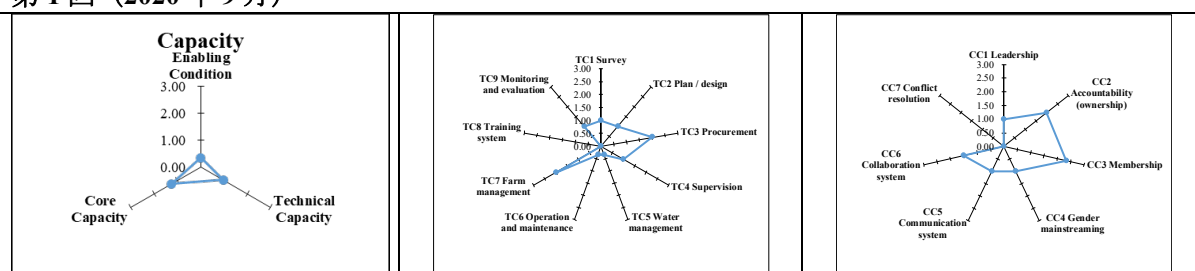 第1回（2020年9月）
Capacity
Enabling
Condition
3.00
2.00
1.00
0.00
Core
Capacity
Technical
Capacity
TC1 Survey
3.00
2.50
2.00
1.50
1.00
0.50
0.00
TC2 Plan / design
TC3 Procurement
TC4 Supervision
TC5 Water
management
TC6 Operation
and maintenance
TC7 Farm
management
TC8 Training
system
TC9 Monitoring
and evaluation
CC1 Leadership
3.00
2.50
2.00
1.50
1.00
0.50
0.00
CC2
Accountability
(ownership)
CC3 Membership
CC4 Gender
mainstreaming
CC5
Communication
system
CC6
Collaboration
system
CC7 Conflict
resolution